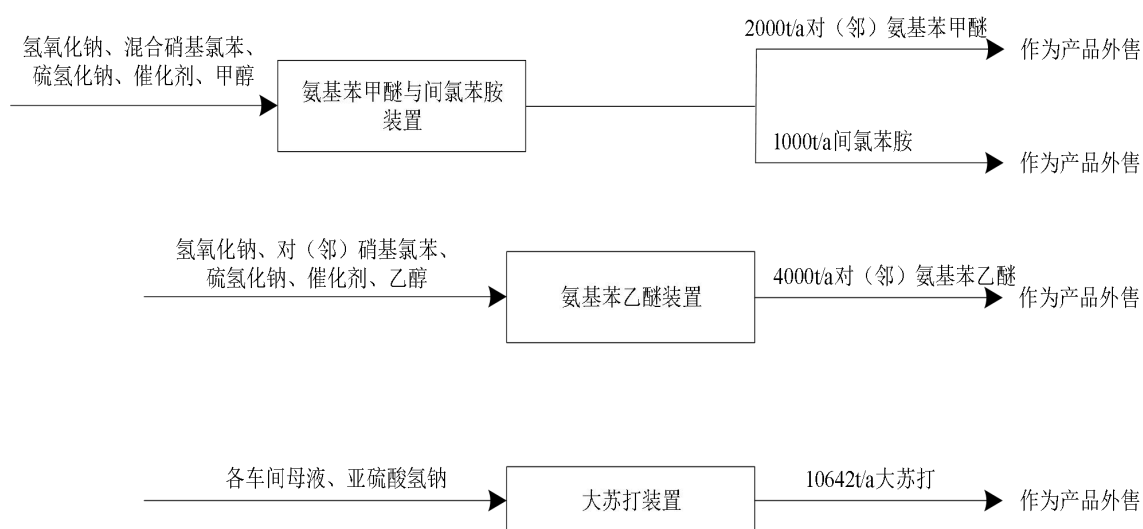 氢氧化钠、混合硝基氯苯、
硫氢化钠、催化剂、甲醇
氨基苯甲醚与间氯苯胺
装置
2000t/a对（邻）氨基苯甲醚
作为产品外售
1000t/a间氯苯胺
作为产品外售
氢氧化钠、对（邻）硝基氯苯、
硫氢化钠、催化剂、乙醇
氨基苯乙醚装置
4000t/a对（邻）氨基苯乙醚
作为产品外售
各车间母液、亚硫酸氢钠
大苏打装置
10642t/a大苏打
作为产品外售